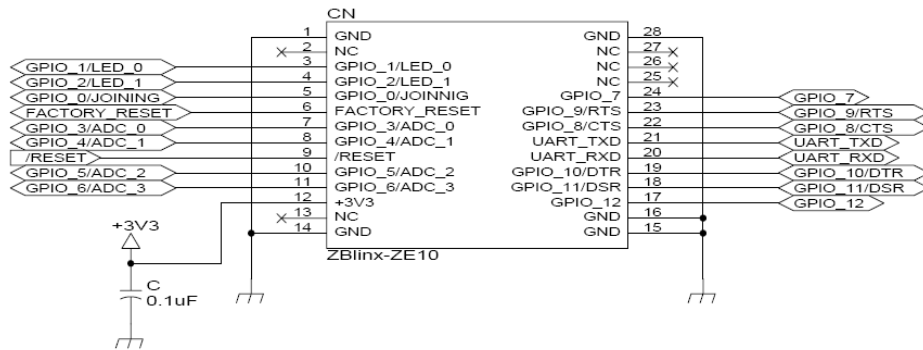 CN
1 GND GND 28
2 NC NC 27
GPIO_1/LED_0 3 GPIO_1/LED_0 NC 26
GPIO_2/LED_1 4 GPIO_2/LED_1 NC 25
GPIO_0/JOINING 5 GPIO_0/JOINNIG GPIO_7 24 GPIO_7
FACTORY_RESET 6 FACTORY_RESET GPIO_9/RTS 23 GPIO_9/RTS
GPIO_3/ADC_0 7 GPIO_3/ADC_0 GPIO_8/CTS 22 GPIO_8/CTS
GPIO_4/ADC_1 8 GPIO_4/ADC_1 UART_TXD 21 UART_TXD
/RESET 9 /RESET UART_RXD 20 UART_RXD
GPIO_5/ADC_2 10 GPIO_5/ADC_2 GPIO_10/DTR 19 GPIO_10/DTR
GPIO_6/ADC_3 11 GPIO_6/ADC_3 GPIO_11/DSR 18 GPIO_11/DSR
12 +3V3 GPIO_12 17 GPIO_12
13 NC GND 16
14 GND GND 15
+3V3
ZBlinx-ZE10
C
0.1uF